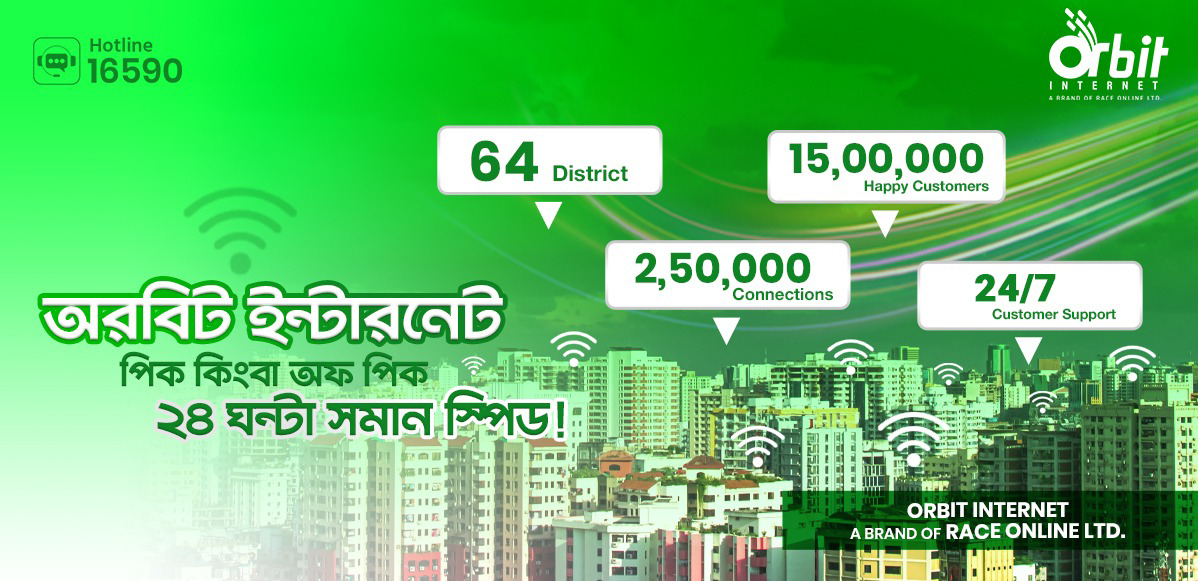 Hotline
16590
Orbit
INTERNET
A BRAND OF RACE ONLINE LTD.
64 District
15,00,000
Happy Customers
2,50,000
Connections
24/7
Customer Support
অরবিট ইন্টারনেট
পিক কিংবা অফ পিক
২৪ ঘন্টা সমান স্পিড!
ORBIT INTERNET
A BRAND OF RACE ONLINE LTD.